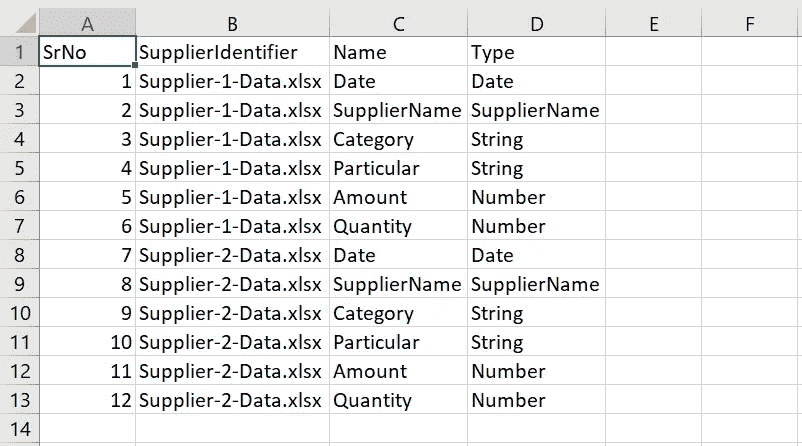 A B C D E F
1 SrNo SupplierIdentifier Name Type
2 1 Supplier-1-Data.xlsx Date Date
3 2 Supplier-1-Data.xlsx SupplierName SupplierName
4 3 Supplier-1-Data.xlsx Category String
5 4 Supplier-1-Data.xlsx Particular String
6 5 Supplier-1-Data.xlsx Amount Number
7 6 Supplier-1-Data.xlsx Quantity Number
8 7 Supplier-2-Data.xlsx Date Date
9 8 Supplier-2-Data.xlsx SupplierName SupplierName
10 9 Supplier-2-Data.xlsx Category String
11 10 Supplier-2-Data.xlsx Particular String
12 11 Supplier-2-Data.xlsx Amount Number
13 12 Supplier-2-Data.xlsx Quantity Number
14